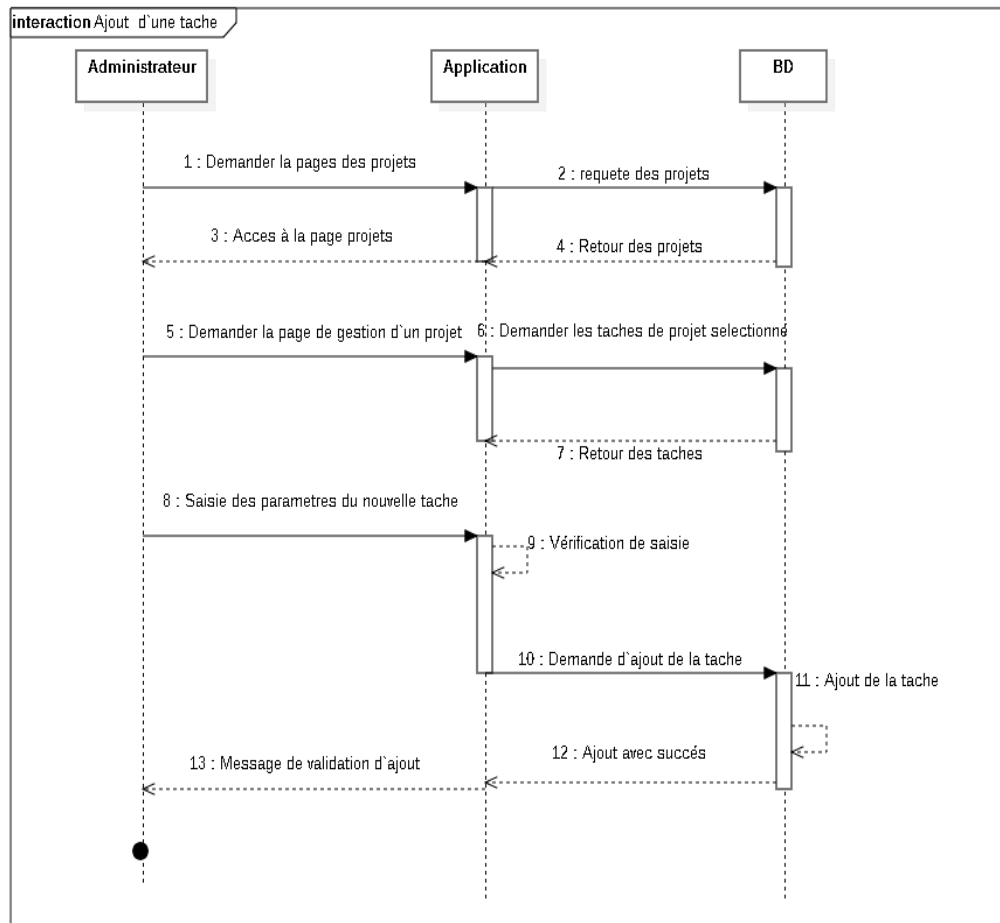 interaction Ajout d`une tache
Administrateur
Application
BD
1 : Demander la pages des projets
2 : requete des projets
3 : Acces à la page projets
4 : Retour des projets
5 : Demander la page de gestion d`un projet
6 : Demander les taches de projet selectionné
7 : Retour des taches
8 : Saisie des parametres du nouvelle tache
9 : Vérification de saisie
10 : Demande d`ajout de la tache
11 : Ajout de la tache
12 : Ajout avec succés
13 : Message de validation d`ajout